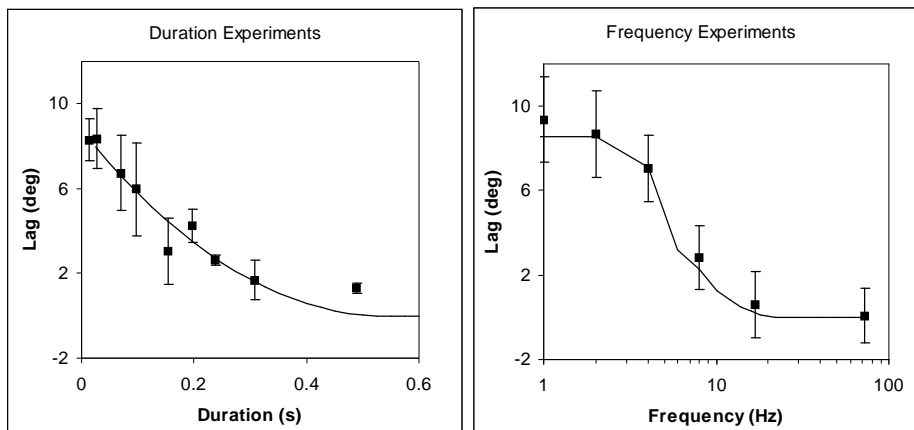 Duration Experiments
10
6
2
-2
Lag (deg)
0
0.2
0.4
0.6
Duration (s)
Frequency Experiments
10
6
2
-2
Lag (deg)
1
10
100
Frequency (Hz)